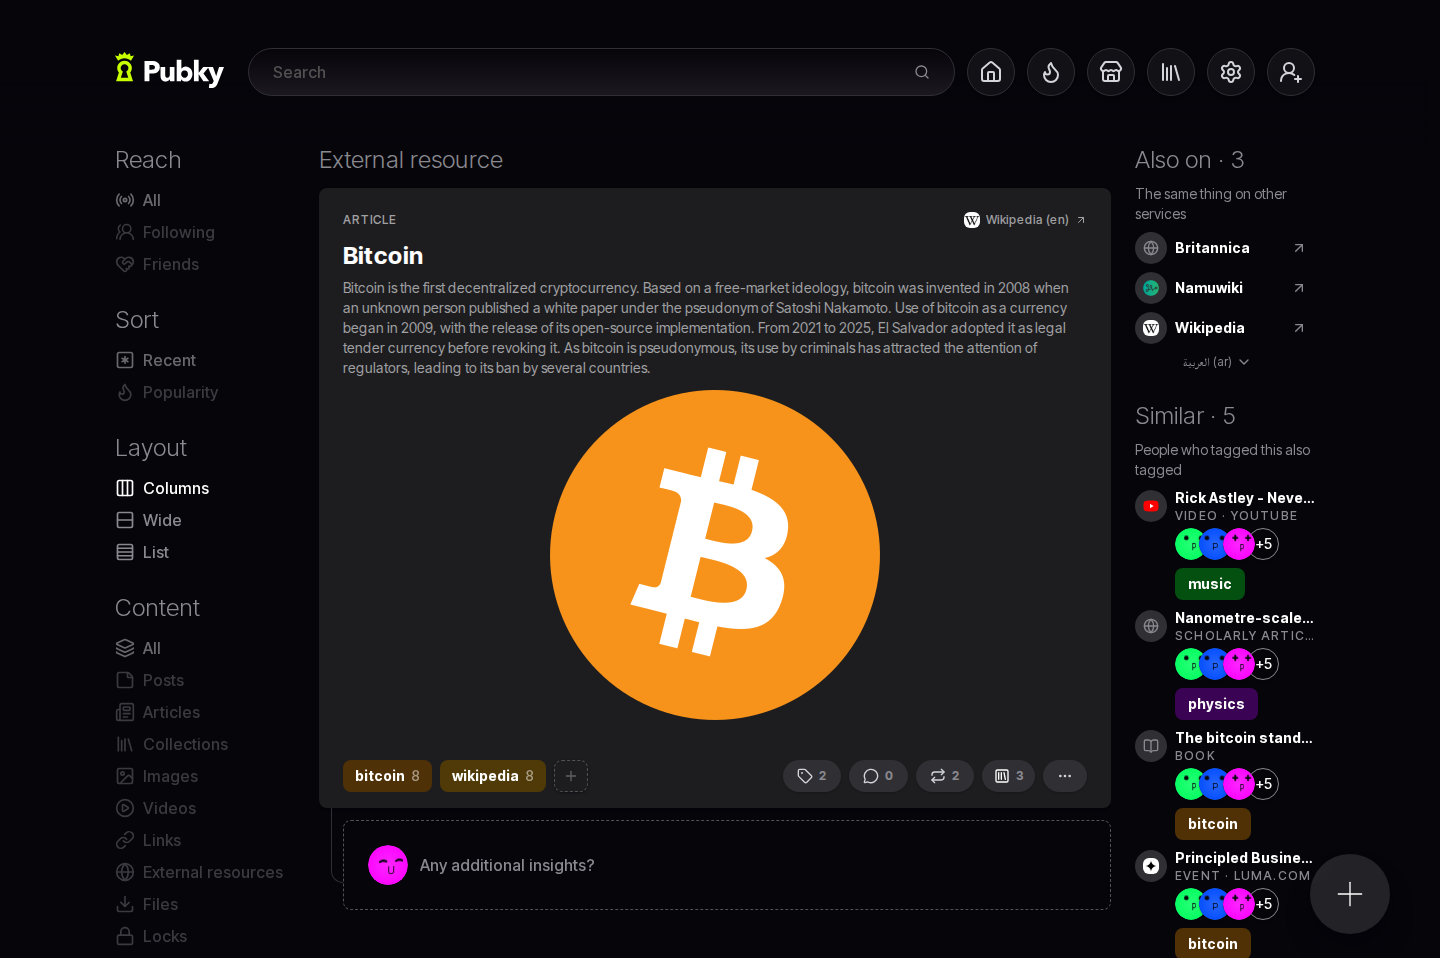 Pubky
Search
Reach
All
Following
Friends
Sort
Recent
Popularity
Layout
Columns
Wide
List
Content
All
Posts
Articles
Collections
Images
Videos
Links
External resources
Files
Locks
External resource
ARTICLE
Wikipedia (en)
Bitcoin
Bitcoin is the first decentralized cryptocurrency. Based on a free-market ideology, bitcoin was invented in 2008 when
an unknown person published a white paper under the pseudonym of Satoshi Nakamoto. Use of bitcoin as a currency
began in 2009, with the release of its open-source implementation. From 2021 to 2025, El Salvador adopted it as legal
tender currency before revoking it. As bitcoin is pseudonymous, its use by criminals has attracted the attention of
regulators, leading to its ban by several countries.
bitcoin 8 wikipedia 8
2 0 2 3
Any additional insights?
Also on · 3
The same thing on other
services
Britannica
Namuwiki
Wikipedia
العربية (ar)
Similar · 5
People who tagged this also
tagged
Rick Astley - Neve...
VIDEO · YOUTUBE
+5
music
Nanometre-scale...
SCHOLARLY ARTIC...
+5
physics
The bitcoin stand...
BOOK
+5
bitcoin
Principled Busine...
EVENT · LUMA.COM
+5
bitcoin